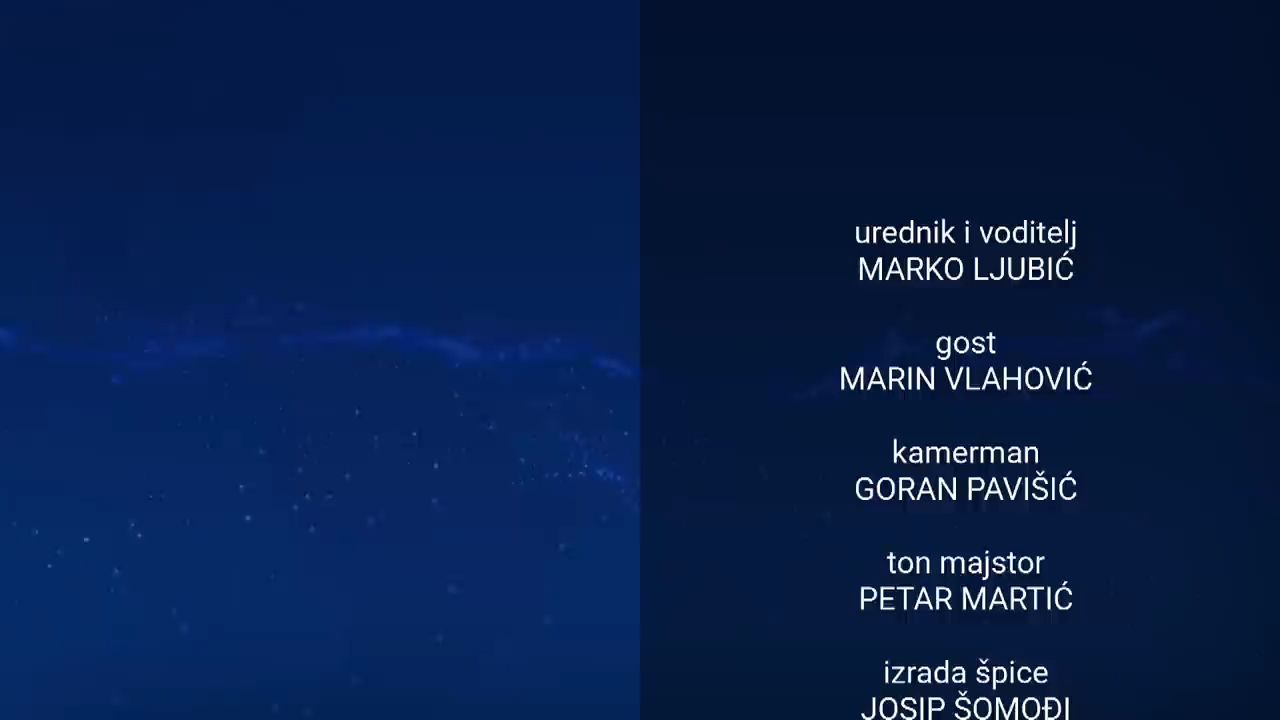 urednik i voditelj
MARKO LJUBIĆ
gost
MARIN VLAHOVIĆ
kamerman
GORAN PAVIŠIĆ
ton majstor
PETAR MARTIĆ
izrada špice
JOSIP ŠOMOĐI